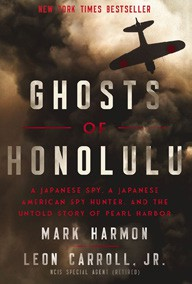 NEW YORK TIMES BESTSELLER
GHOSTS
OF
HONOLULU
A JAPANESE SPY, A JAPANESE
AMERICAN SPY HUNTER, AND THE
UNTOLD STORY OF PEARL HARBOR
MARK HARMON
LEON CARROLL, JR.
NCIS SPECIAL AGENT (RETIRED)